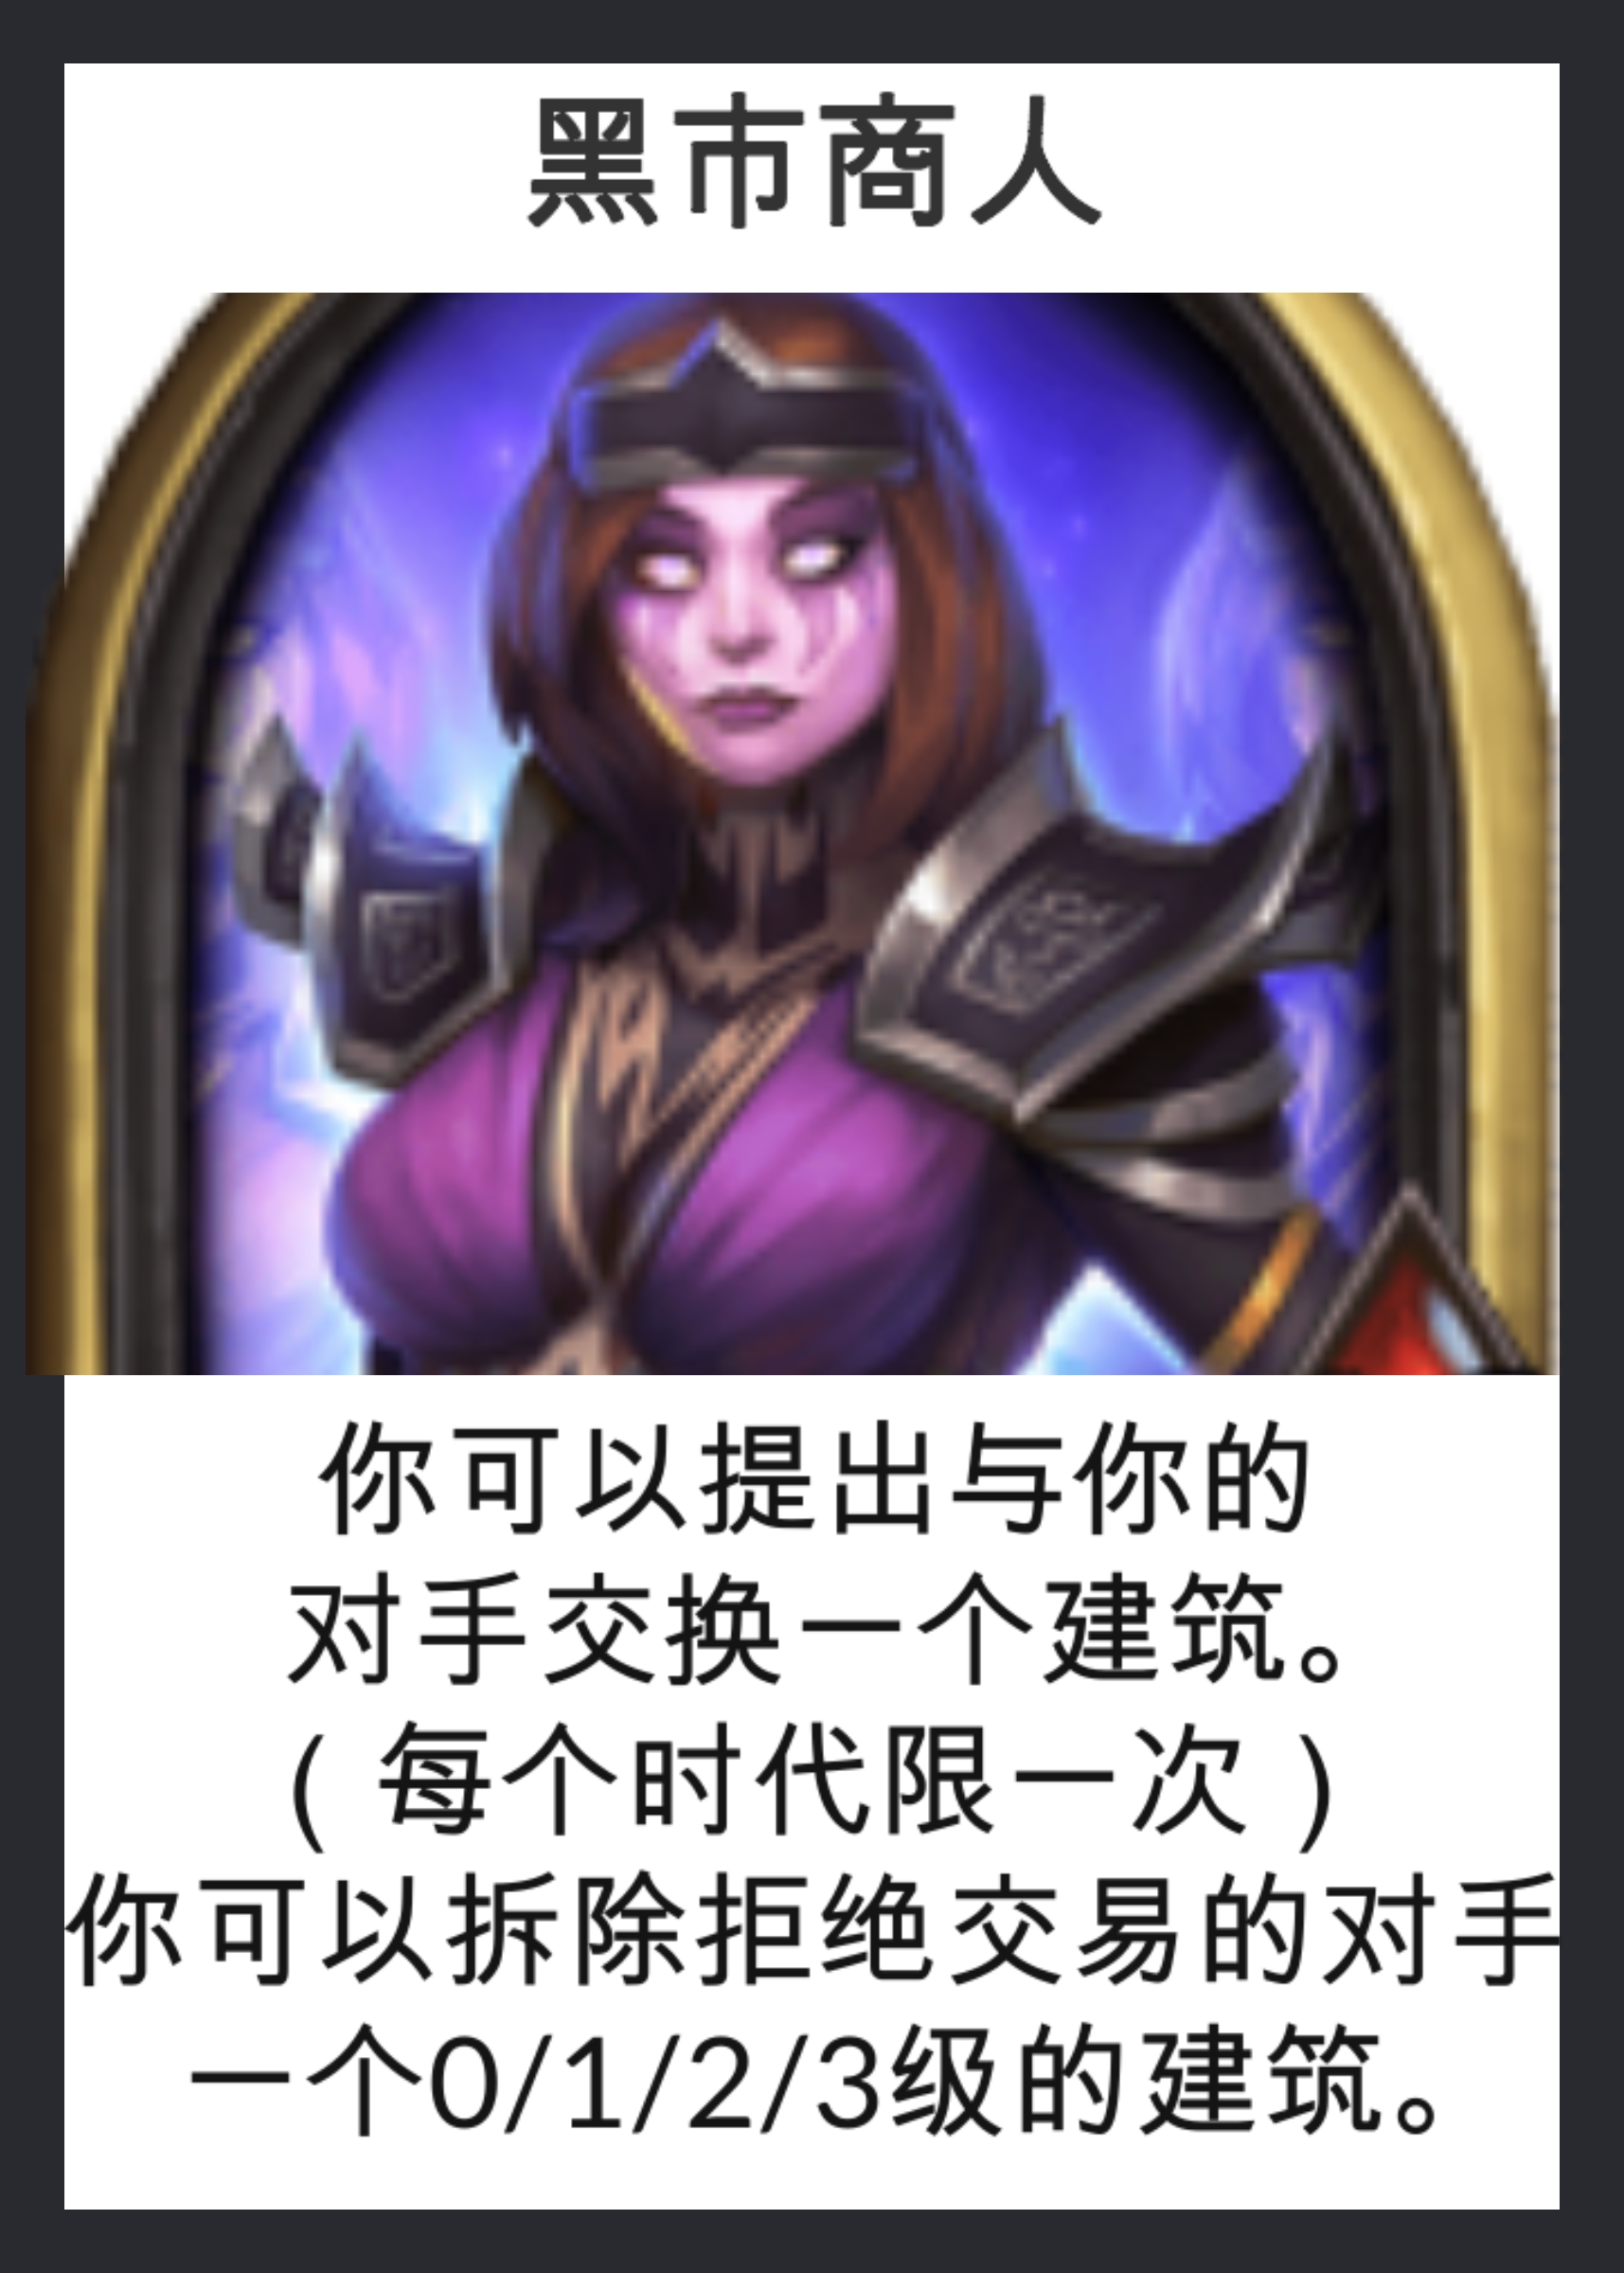 黑市商人
你可以提出与你的
对手交换一个建筑。
（每个时代限一次）
你可以拆除拒绝交易的对手
一个0/1/2/3级的建筑。